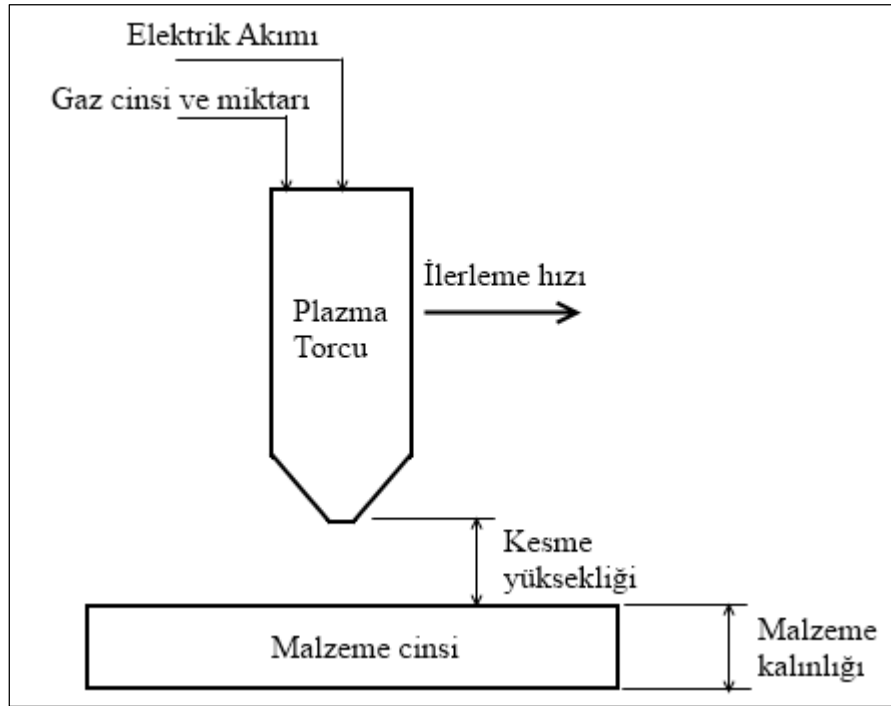 Elektrik Akımı
Gaz cinsi ve miktarı
İlerleme hızı
Plazma
Torcu
Kesme
yüksekliği
Malzeme cinsi
Malzeme
kalınlığı